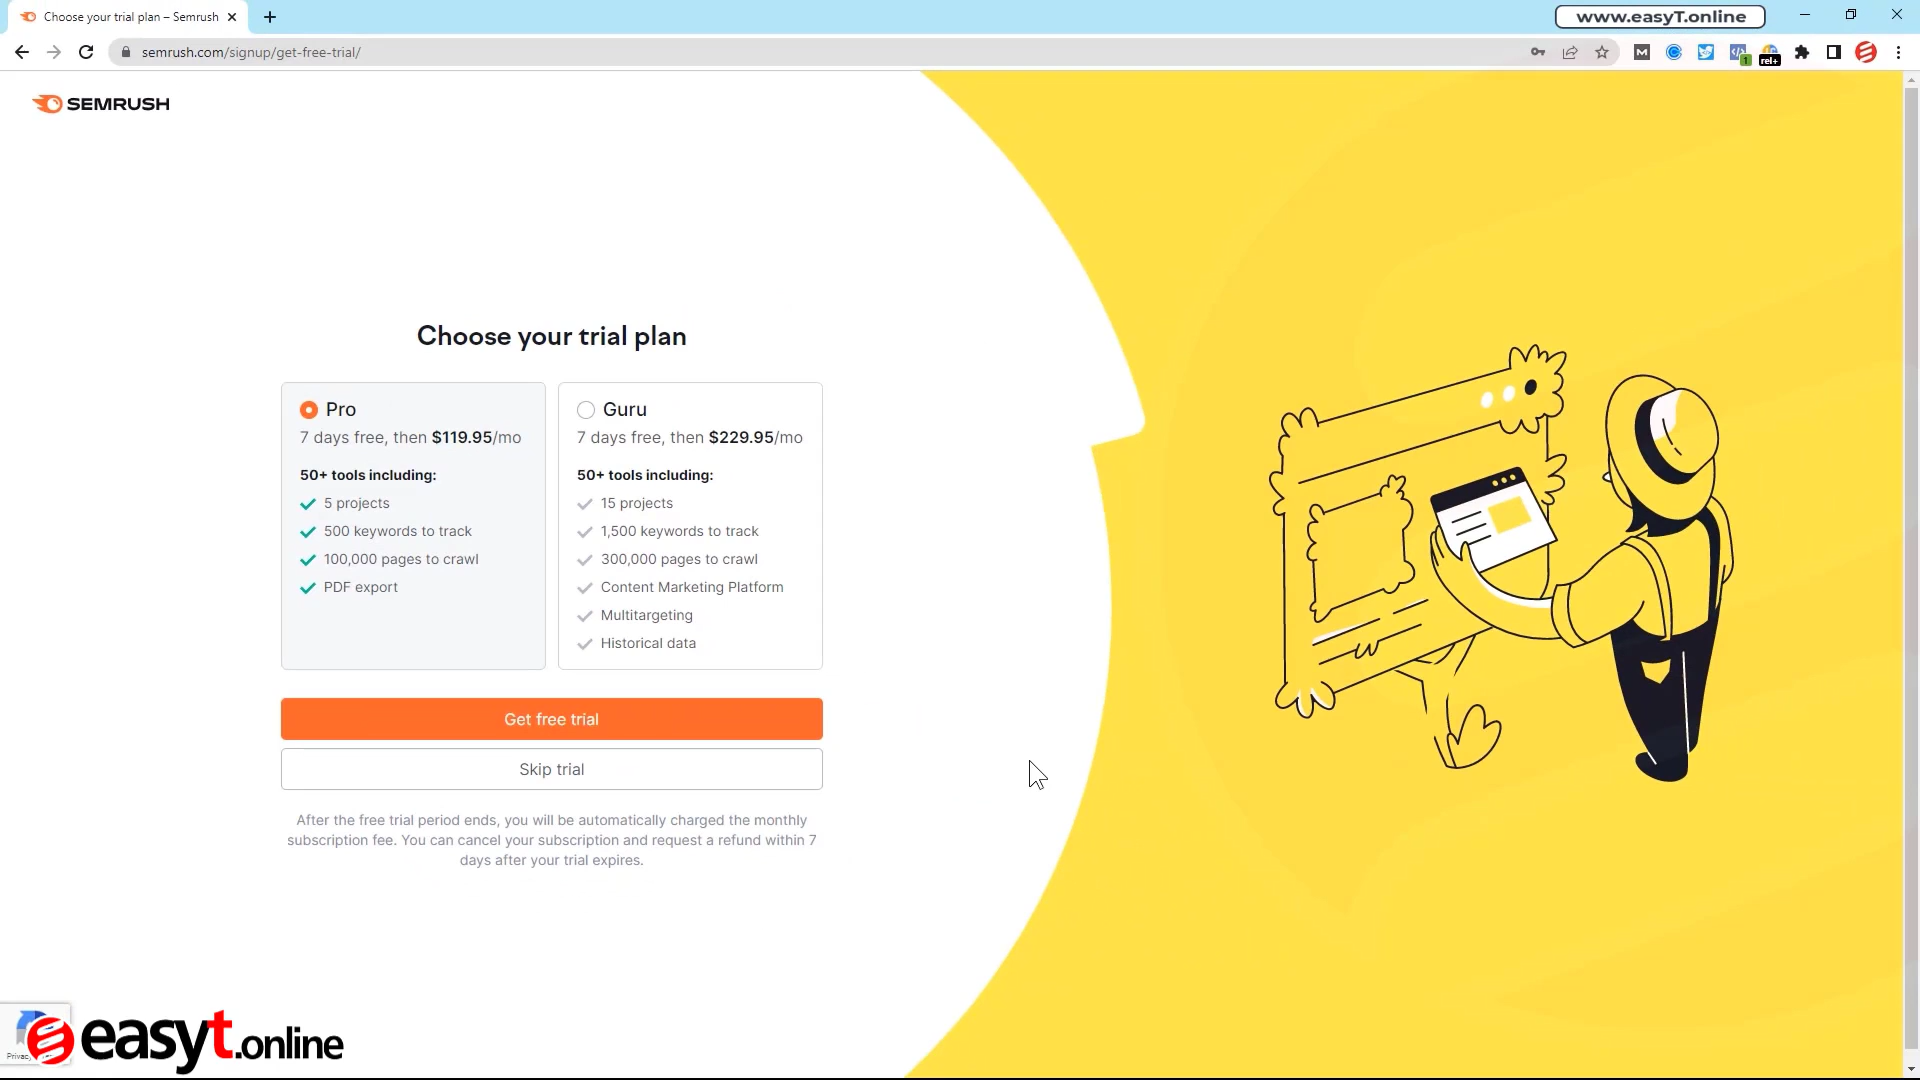 Choose your trial plan – Semrush
www.easyT.online
semrush.com/signup/get-free-trial/
1
rel+
SEMRUSH
Choose your trial plan
Pro
7 days free, then $119.95/mo
50+ tools including:
5 projects
500 keywords to track
100,000 pages to crawl
PDF export
Guru
7 days free, then $229.95/mo
50+ tools including:
15 projects
1,500 keywords to track
300,000 pages to crawl
Content Marketing Platform
Multitargeting
Historical data
Get free trial
Skip trial
After the free trial period ends, you will be automatically charged the monthly
subscription fee. You can cancel your subscription and request a refund within 7
days after your trial expires.
easyt.online